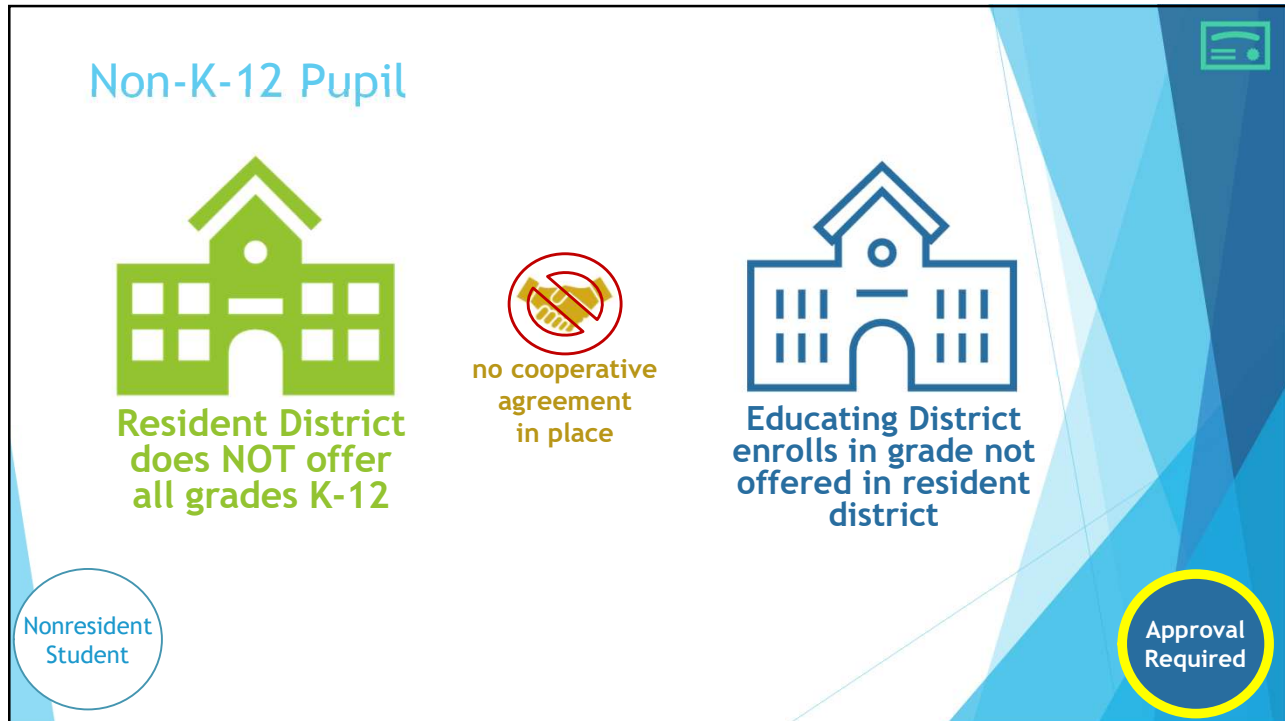 Non-K-12 Pupil
Resident District
does NOT offer
all grades K-12
no cooperative
agreement
in place
Educating District
enrolls in grade not
offered in resident
district
Nonresident
Student
Approval
Required